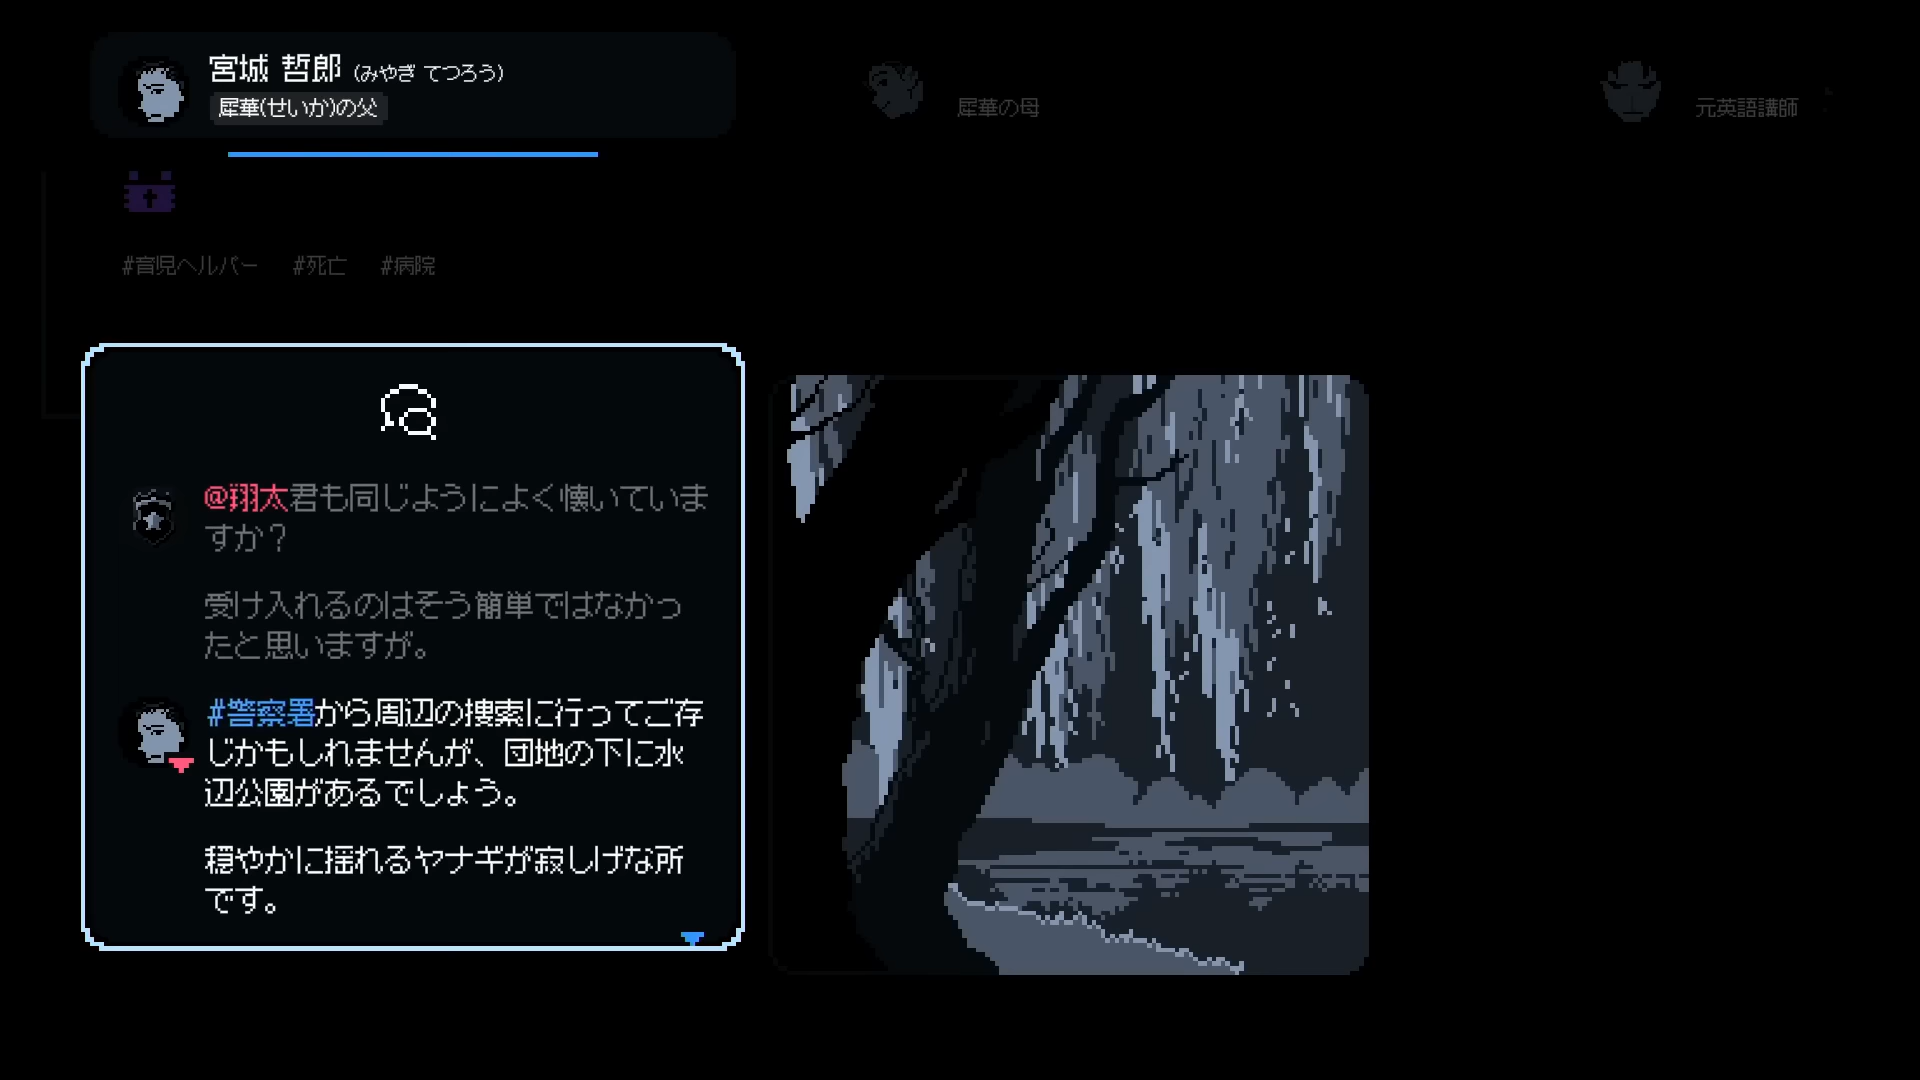 宮城 哲郎 (みやぎ てつろう)
犀華(せいか)の父
犀華の母
元英語講師
#育児ヘルパー #死亡 #病院
@翔太君も同じようによく懐いていま
すか？
受け入れるのはそう簡単ではなかっ
たと思いますが。
#警察署から周辺の捜索に行ってご存
じかもしれませんが、団地の下に水
辺公園があるでしょう。
穏やかに揺れるヤナギが寂しげな所
です。